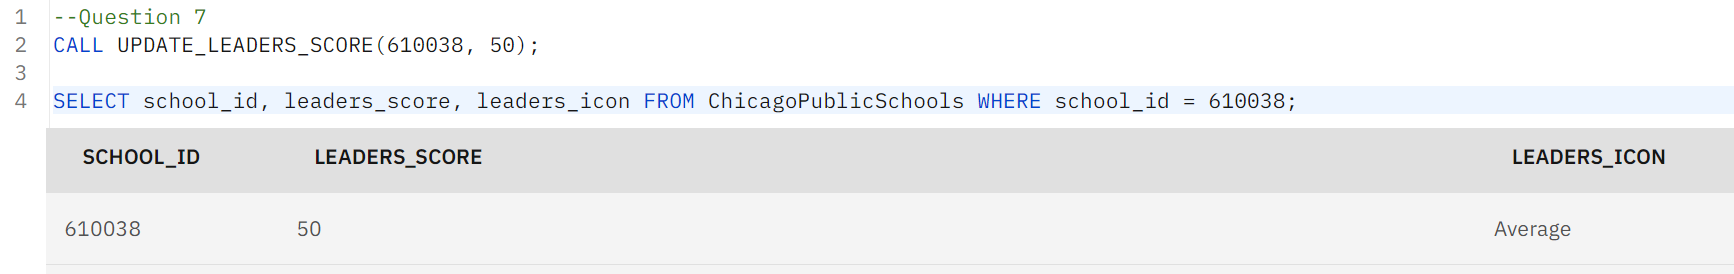 1 --Question 7
2 CALL UPDATE_LEADERS_SCORE(610038, 50);
3
4 SELECT school_id, leaders_score, leaders_icon FROM ChicagoPublicSchools WHERE school_id = 610038;
SCHOOL_ID LEADERS_SCORE LEADERS_ICON
610038 50 Average